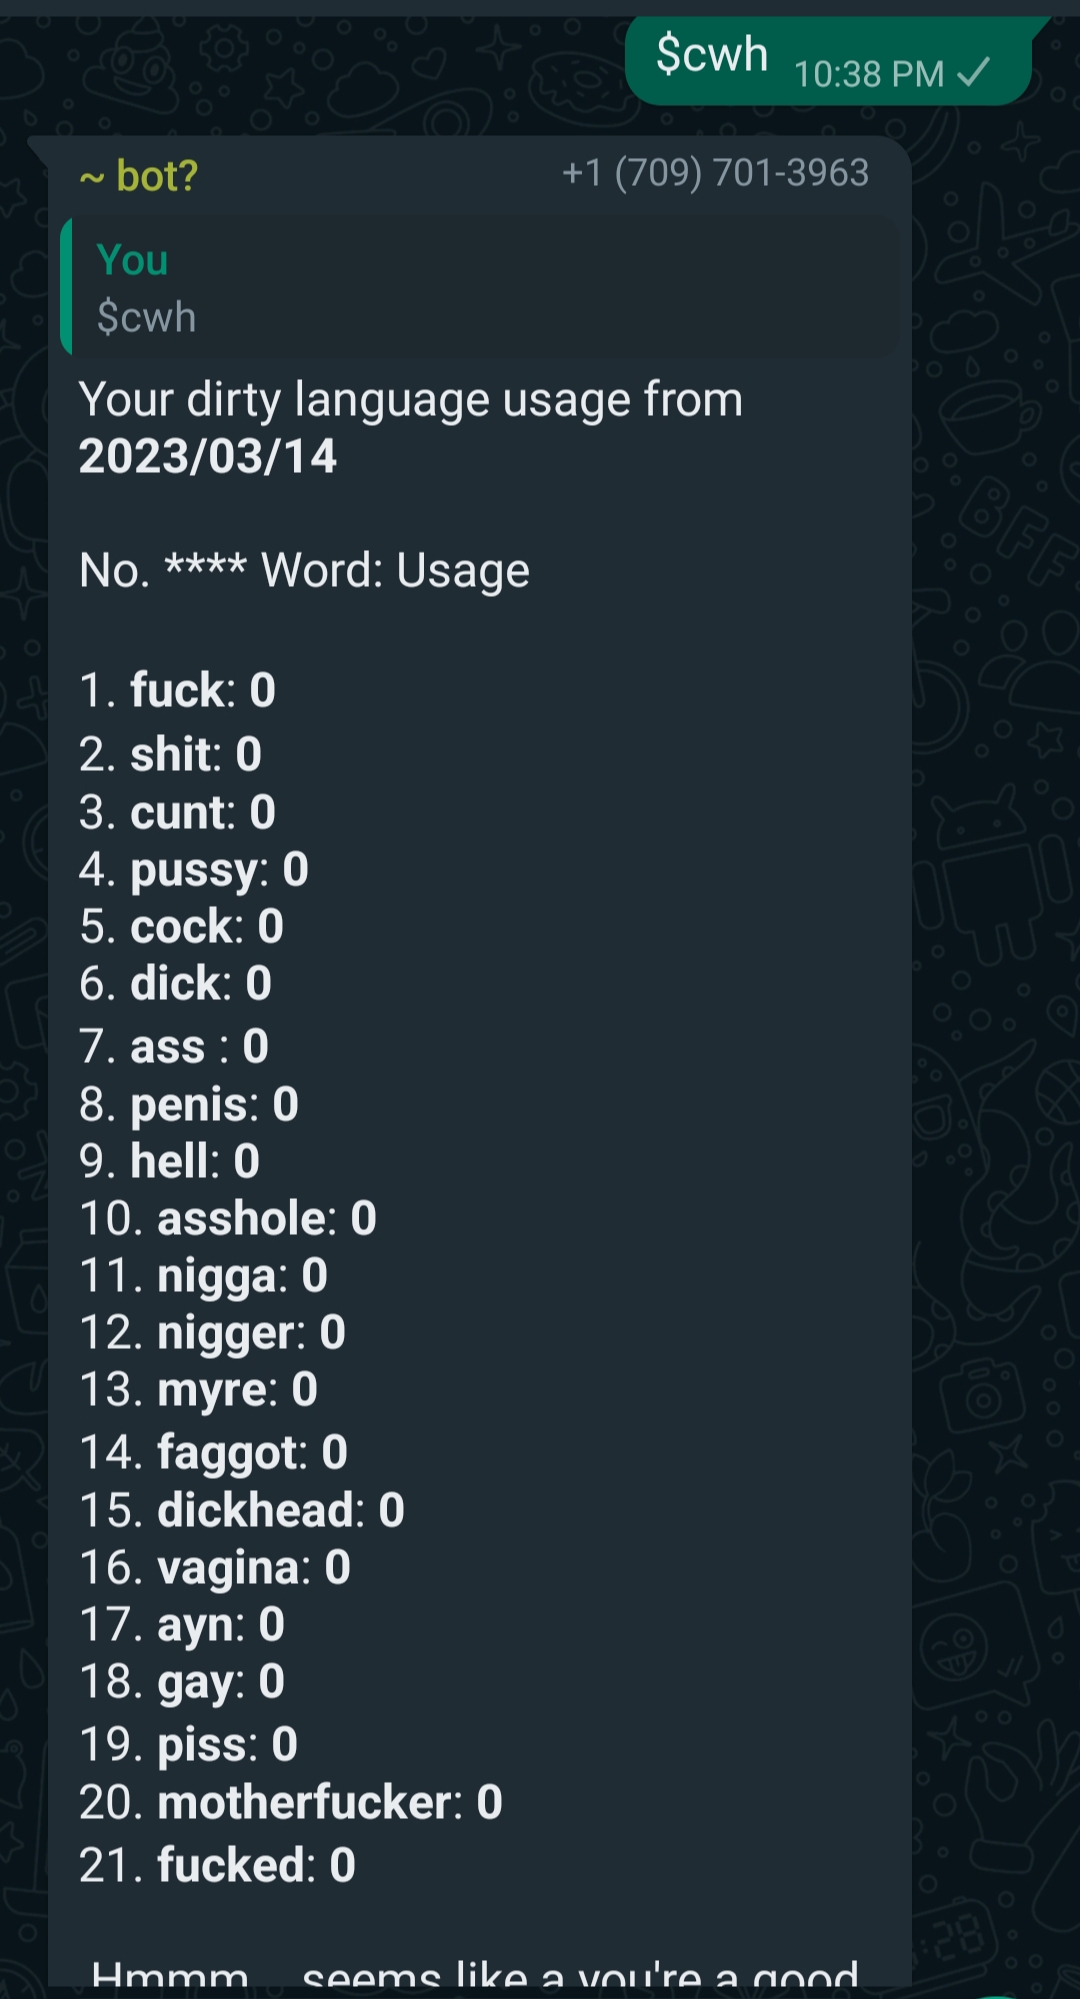 $cwh 10:38 PM
~ bot? +1 (709) 701-3963
You
$cwh
Your dirty language usage from
2023/03/14
No. **** Word: Usage
1. fuck: 0
2. shit: 0
3. cunt: 0
4. pussy: 0
5. cock: 0
6. dick: 0
7. ass : 0
8. penis: 0
9. hell: 0
10. asshole: 0
11. nigga: 0
12. nigger: 0
13. myre: 0
14. faggot: 0
15. dickhead: 0
16. vagina: 0
17. ayn: 0
18. gay: 0
19. piss: 0
20. motherfucker: 0
21. fucked: 0
Hmmm... seems like a you're a good